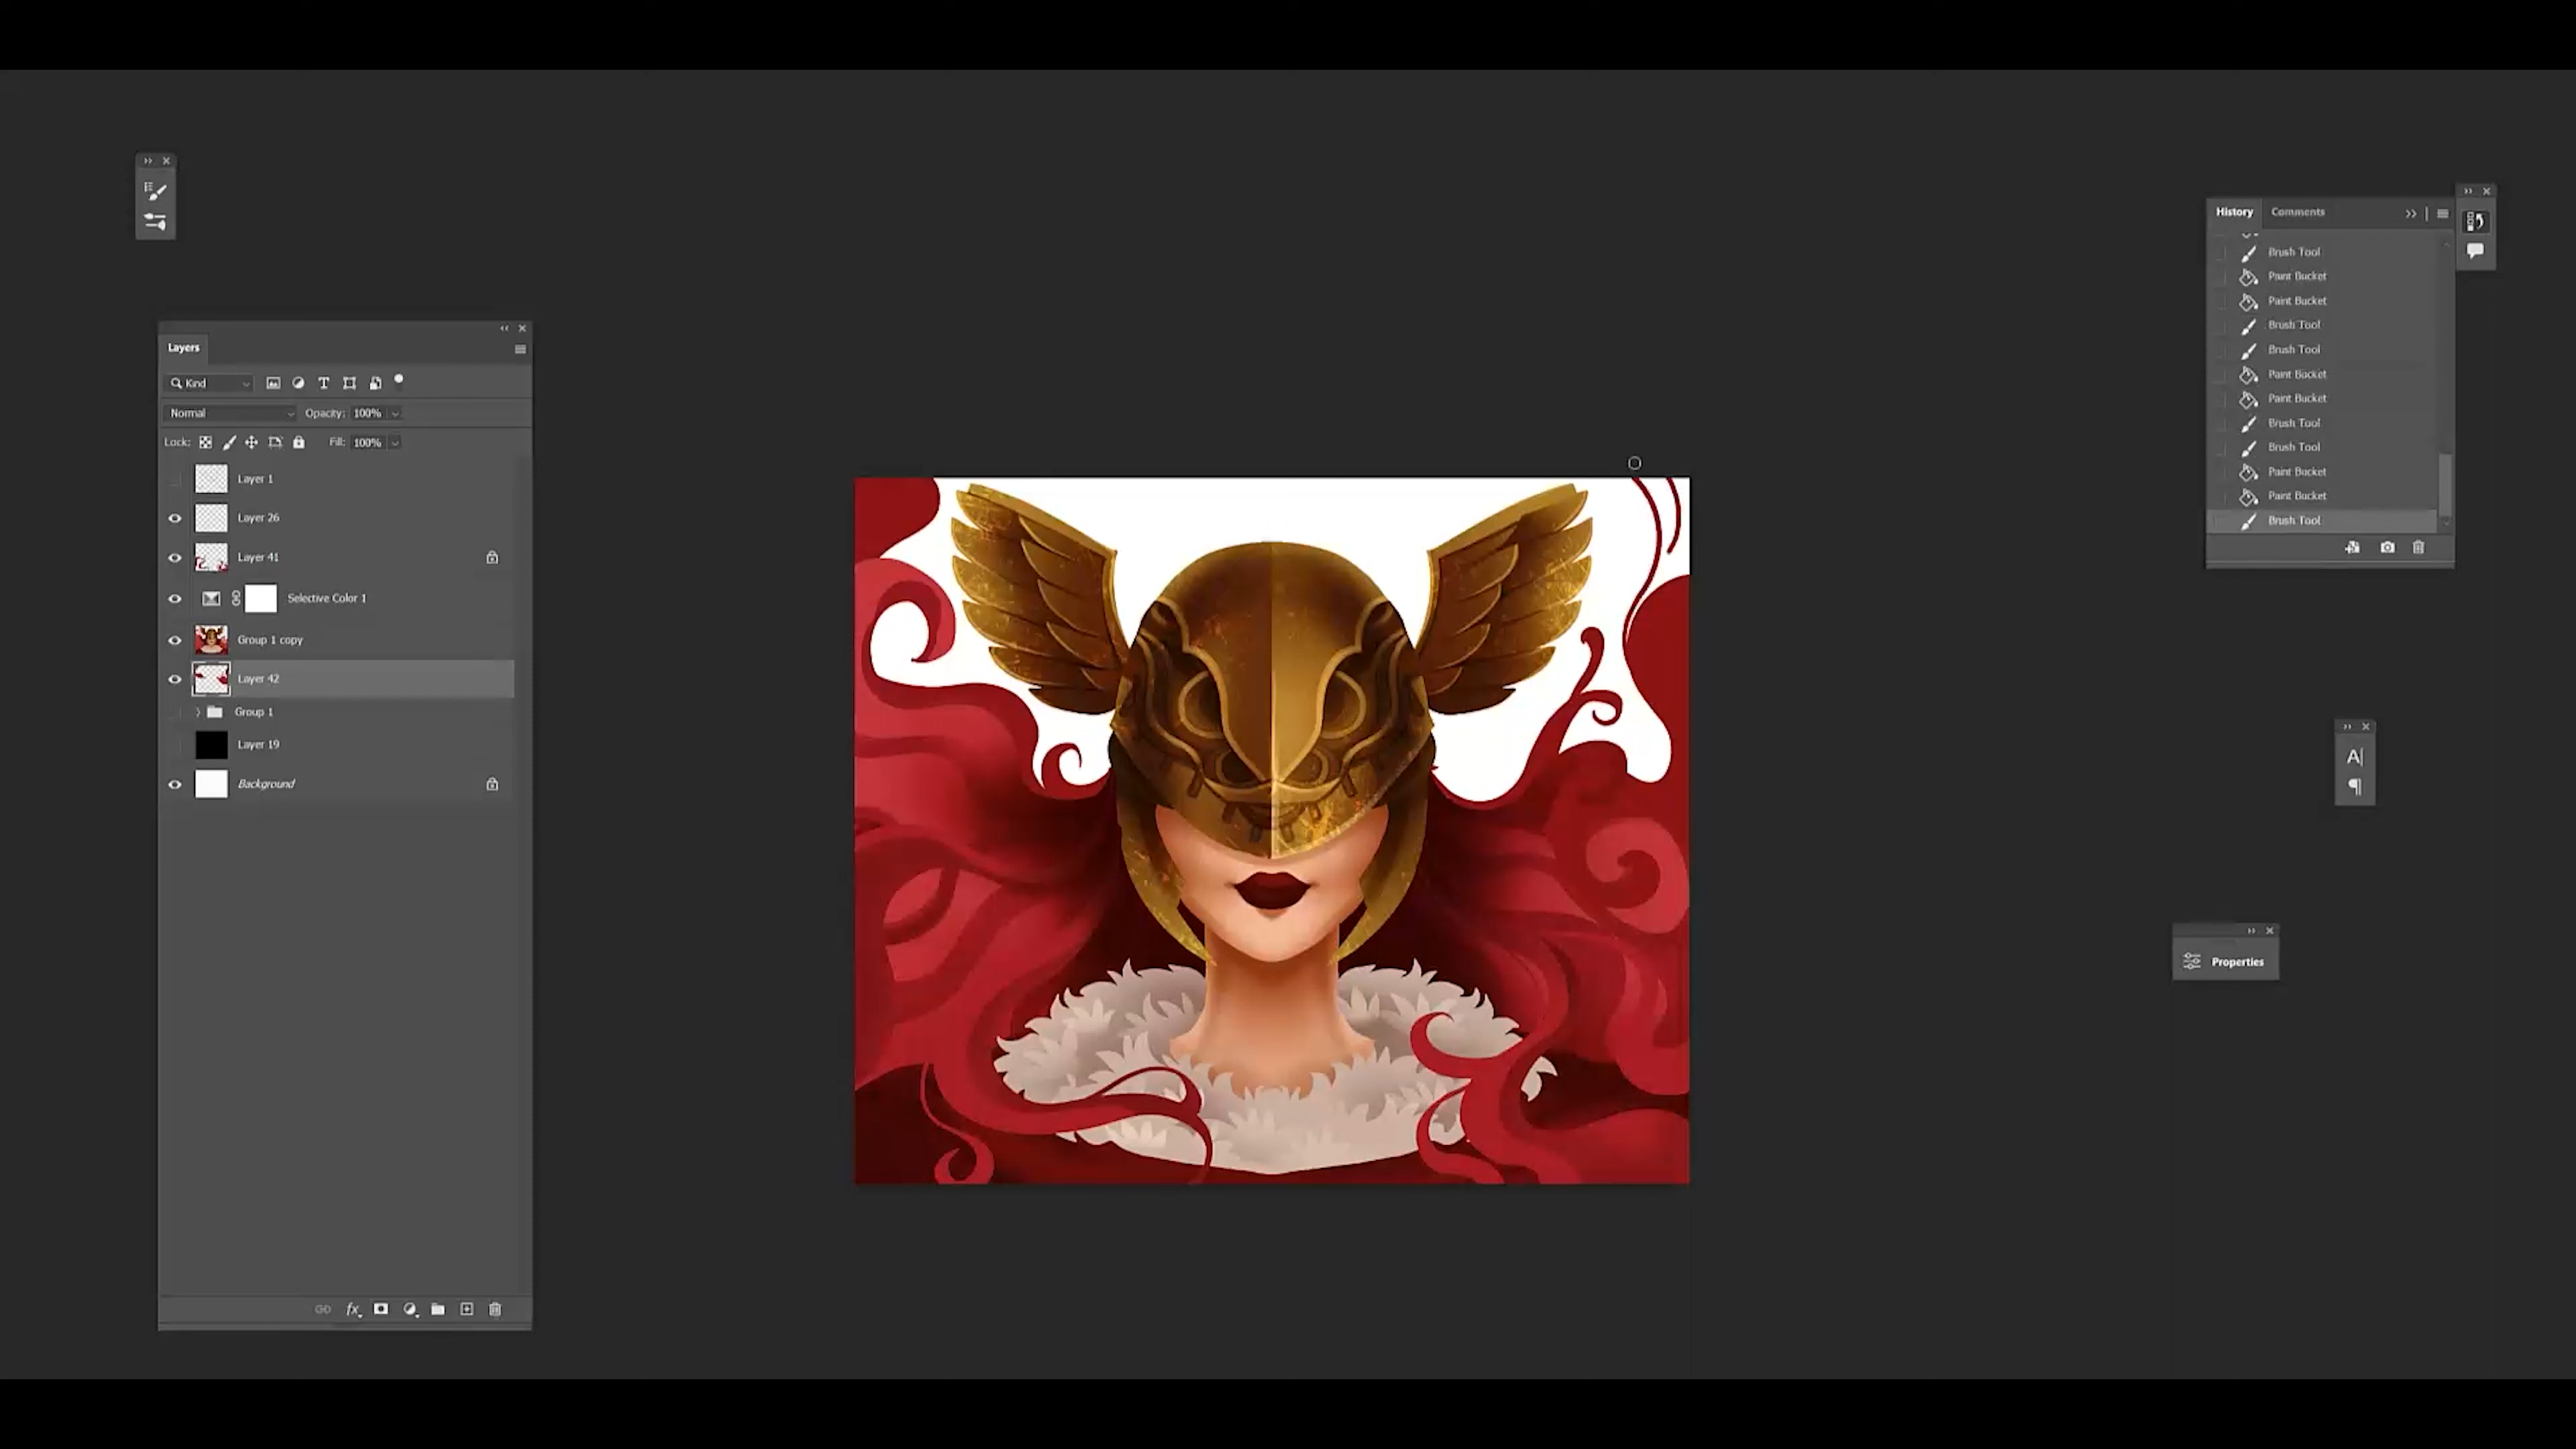 Layers
Kind
Normal Opacity: 100%
Lock: Fill: 100%
Layer 1
Layer 26
Layer 41
Selective Color 1
Group 1 copy
Layer 42
Group 1
Layer 19
Background
fx
History Comments
Brush Tool
Paint Bucket
Paint Bucket
Brush Tool
Brush Tool
Paint Bucket
Paint Bucket
Brush Tool
Brush Tool
Paint Bucket
Paint Bucket
Brush Tool
Properties